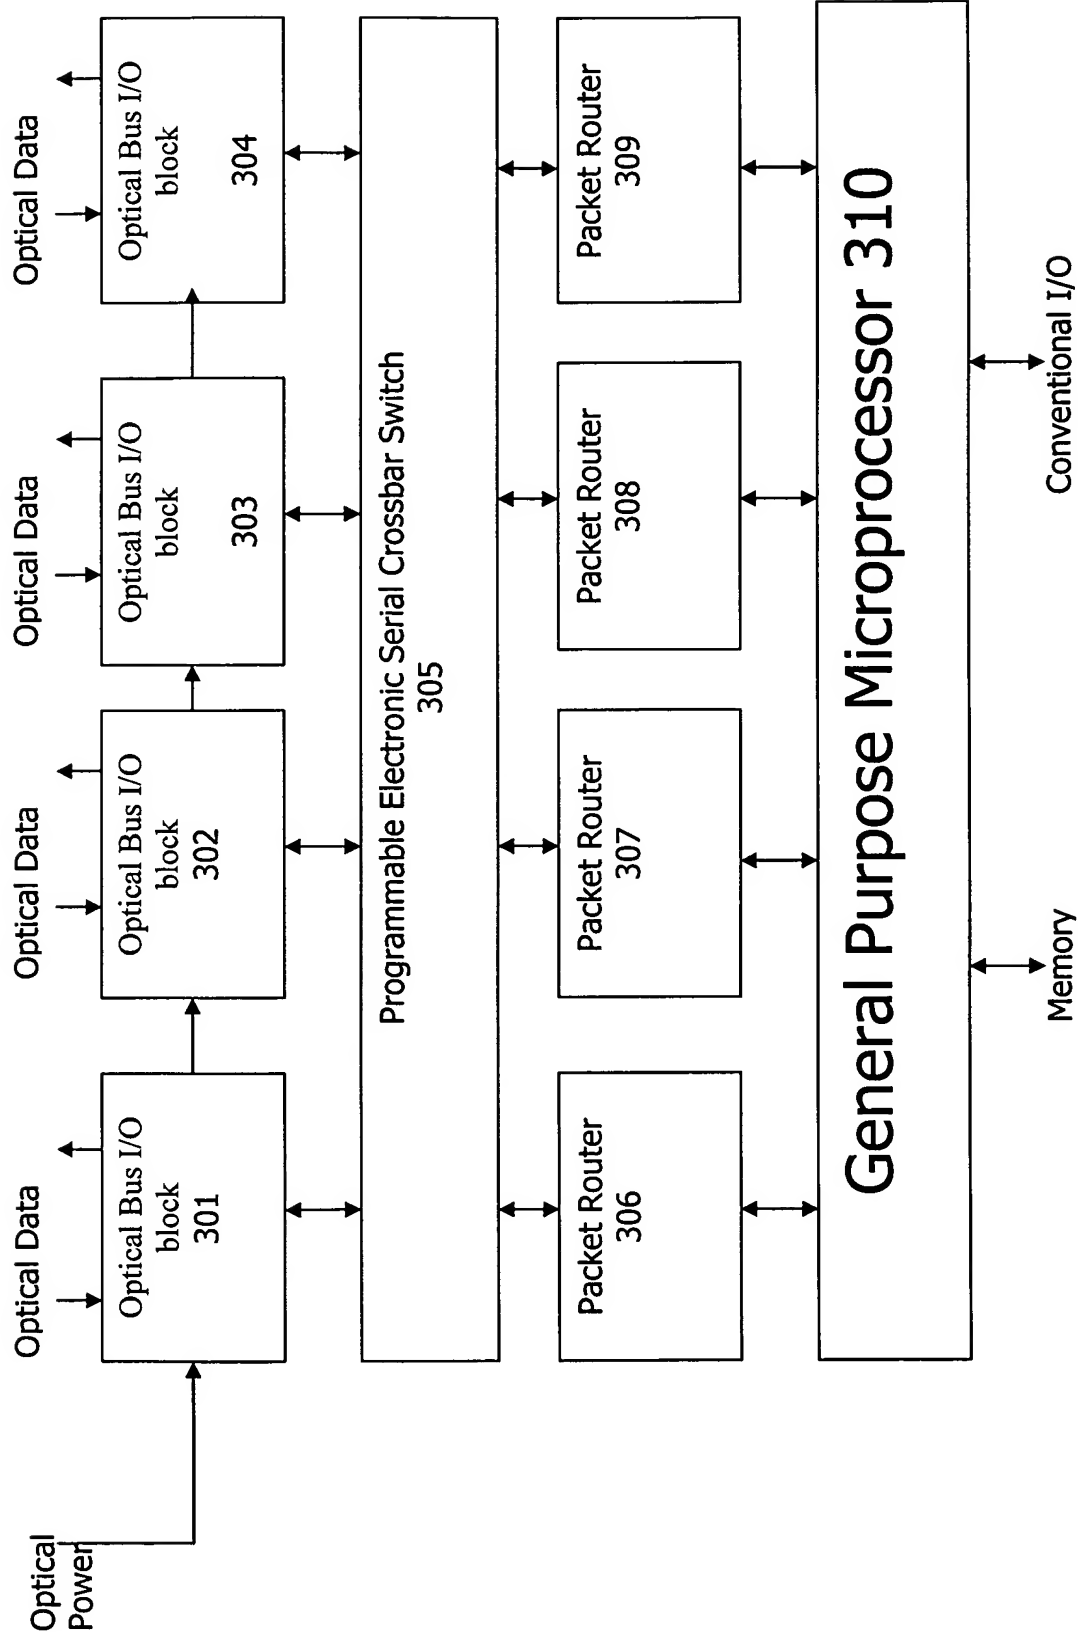 Optical
Power
Optical Data
Optical Data
Optical Data
Optical Data
Optical Bus I/O
block
301
Optical Bus I/O
block
302
Optical Bus I/O
block
303
Optical Bus I/O
block
304
Programmable Electronic Serial Crossbar Switch
305
Packet Router
306
Packet Router
307
Packet Router
308
Packet Router
309
General Purpose Microprocessor 310
Memory
Conventional I/O